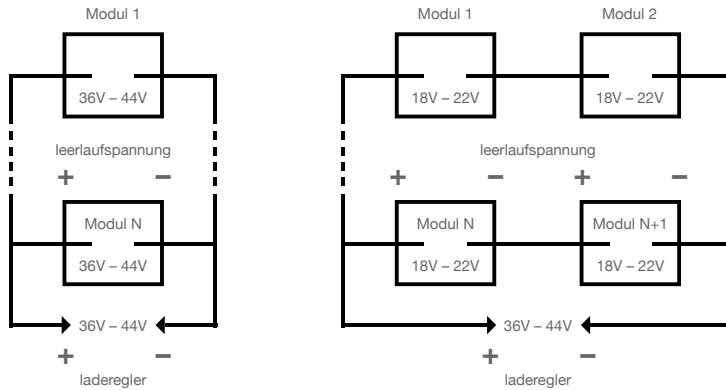 Modul 1
36V – 44V
leerlaufspannung
+ –
Modul N
36V – 44V
36V – 44V
+ –
laderegler
Modul 1 Modul 2
18V – 22V 18V – 22V
leerlaufspannung
+ – + –
Modul N Modul N+1
18V – 22V 18V – 22V
36V – 44V
+ –
laderegler